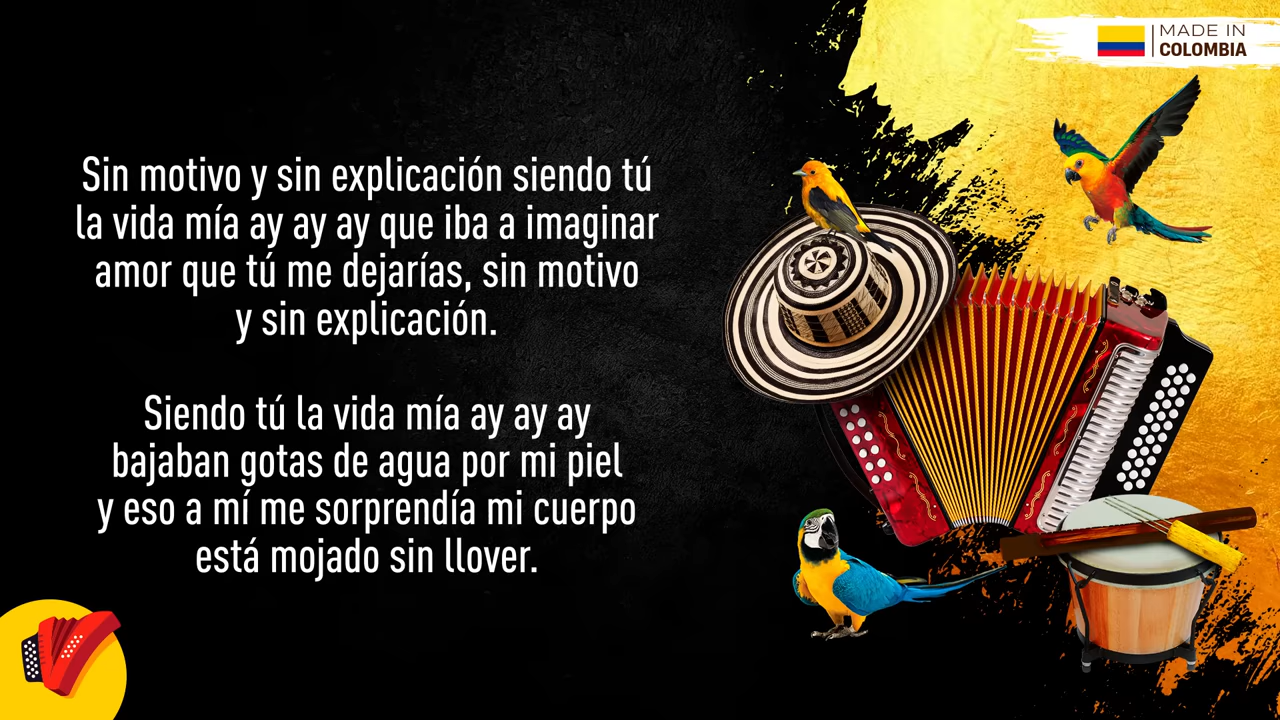 MADE IN
COLOMBIA
Sin motivo y sin explicación siendo tú
la vida mía ay ay ay que iba a imaginar
amor que tú me dejarías, sin motivo
y sin explicación.
Siendo tú la vida mía ay ay ay
bajaban gotas de agua por mi piel
y eso a mí me sorprendía mi cuerpo
está mojado sin llover.